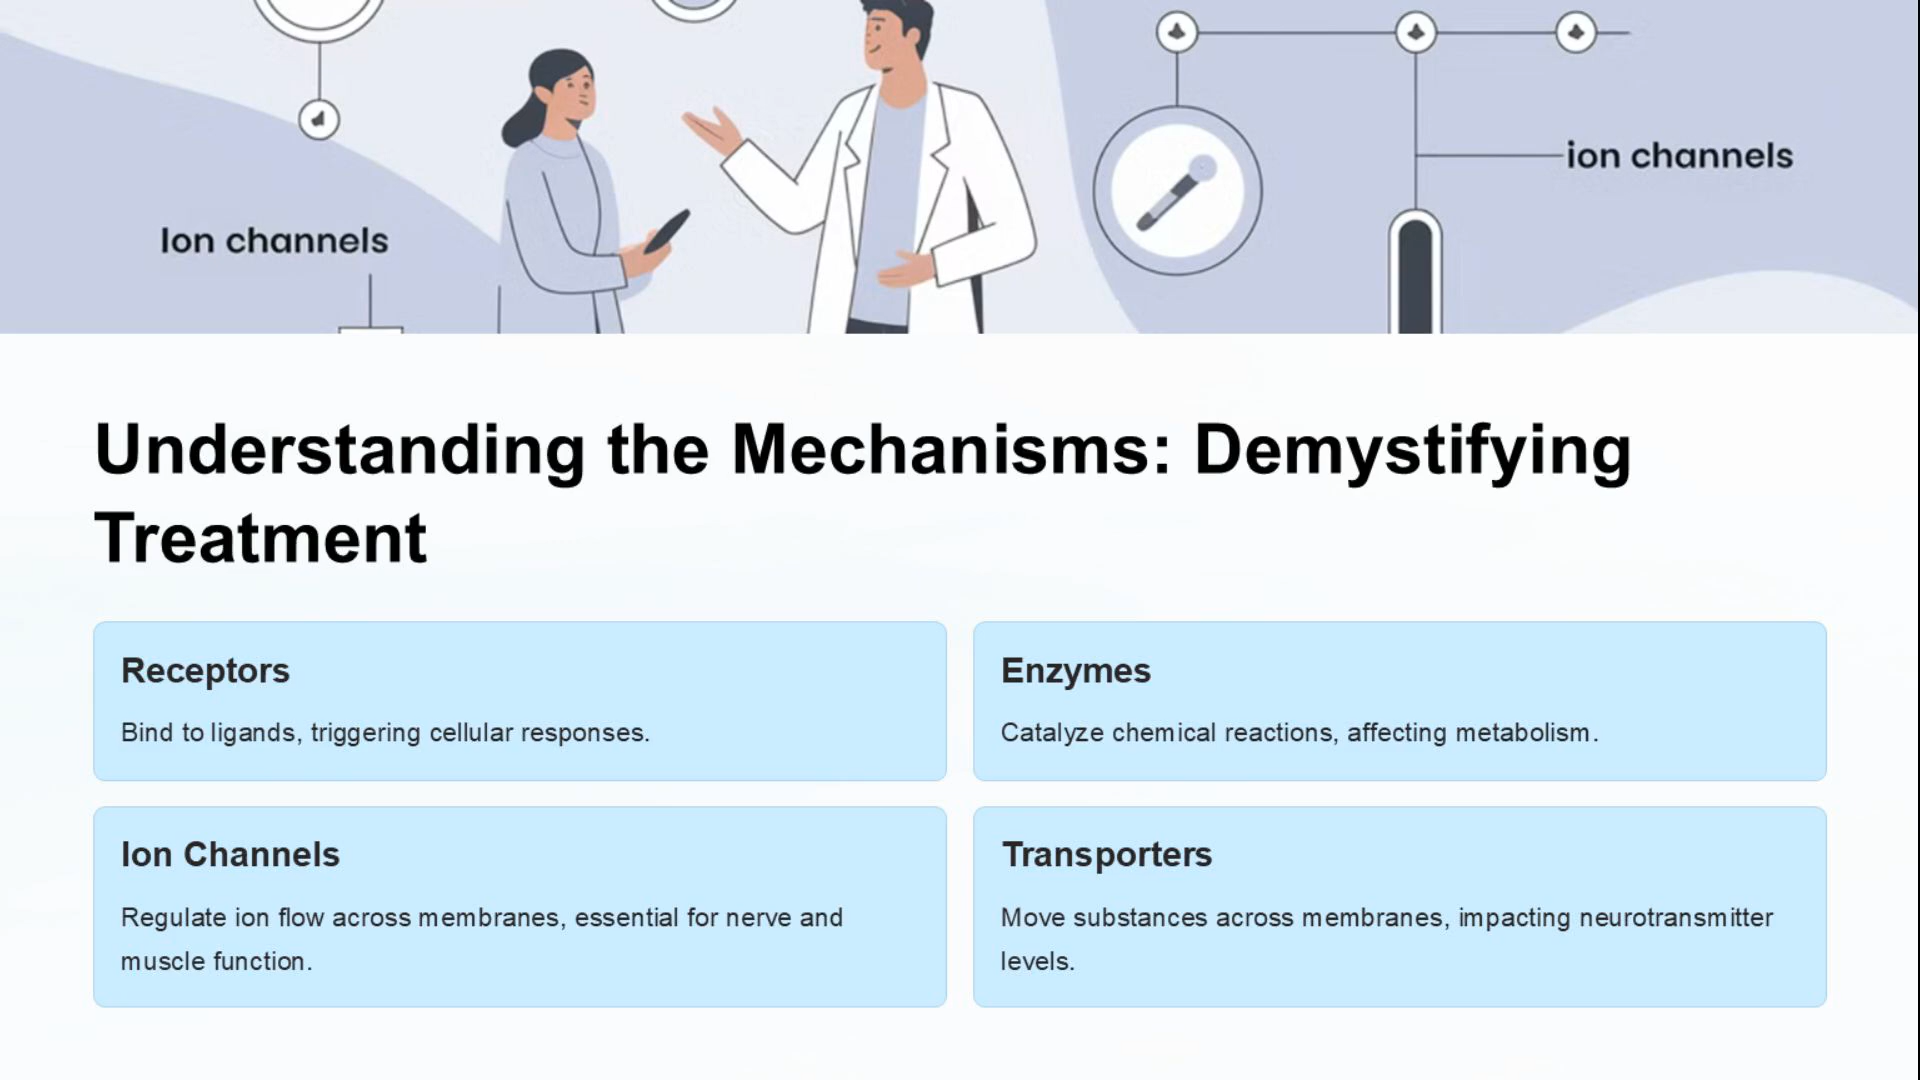 ion channels
Ion channels
Understanding the Mechanisms: Demystifying
Treatment
Receptors
Bind to ligands, triggering cellular responses.
Enzymes
Catalyze chemical reactions, affecting metabolism.
Ion Channels
Regulate ion flow across membranes, essential for nerve and
muscle function.
Transporters
Move substances across membranes, impacting neurotransmitter
levels.